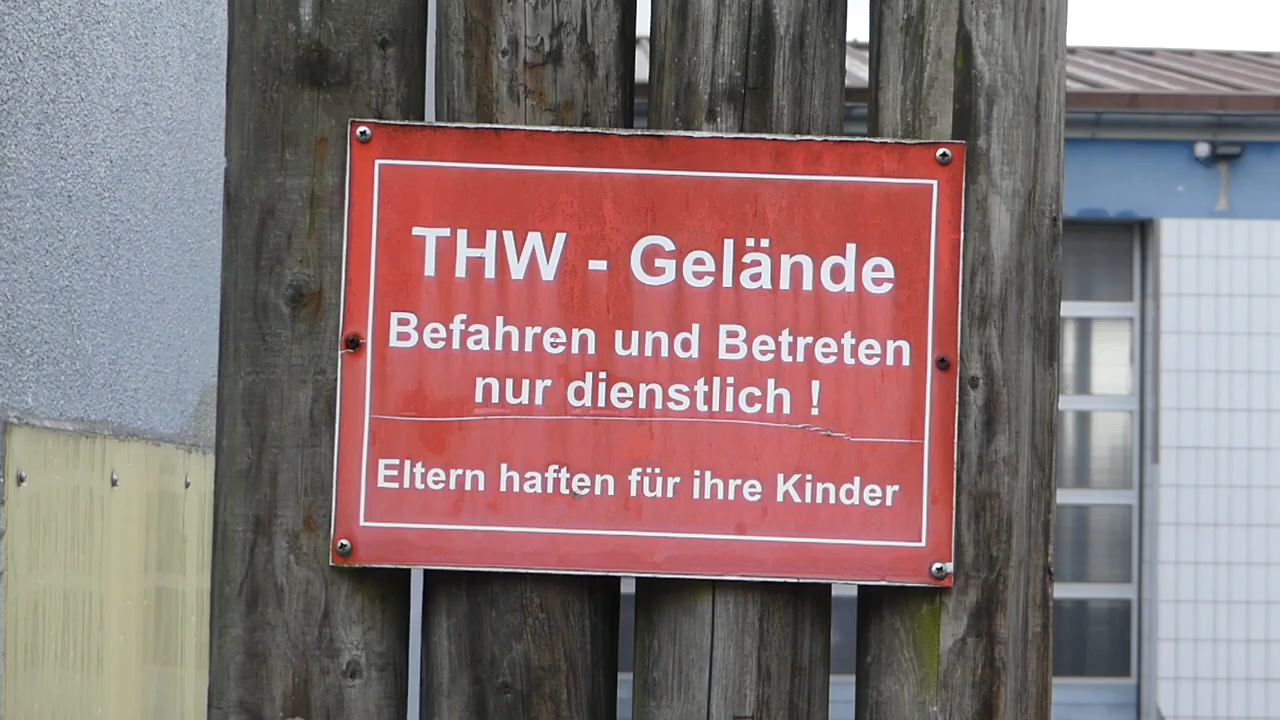 THW - Gelände
Befahren und Betreten
nur dienstlich !
Eltern haften für ihre Kinder